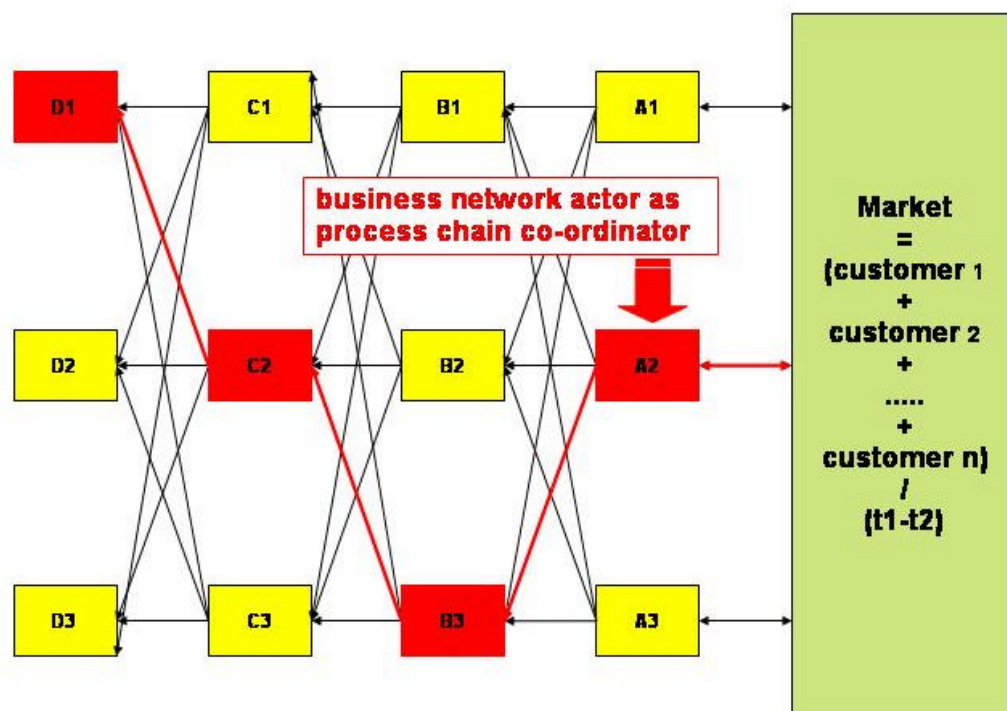 D1
C1
B1
A1
business network actor as
process chain co-ordinator
D2
C2
B2
A2
D3
C3
B3
A3
Market
=
(customer 1
+
customer 2
+
.....
+
customer n)
/
(t1-t2)